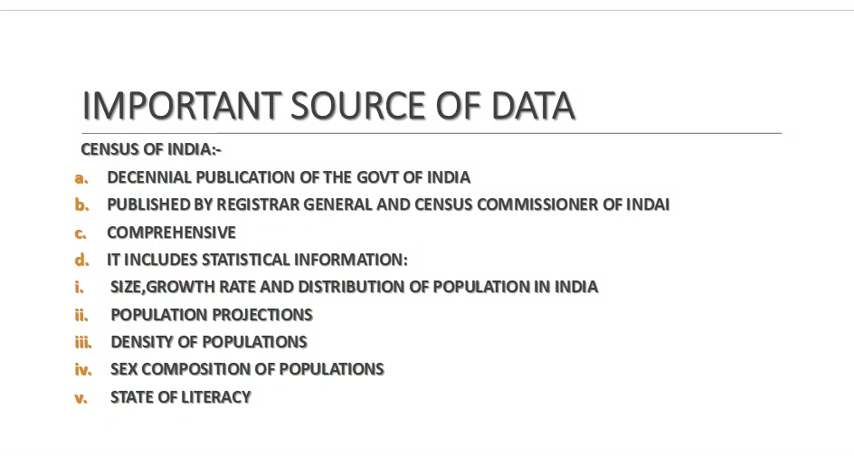 IMPORTANT SOURCE OF DATA
CENSUS OF INDIA:-
a. DECENNIAL PUBLICATION OF THE GOVT OF INDIA
b. PUBLISHED BY REGISTRAR GENERAL AND CENSUS COMMISSIONER OF INDAI
c. COMPREHENSIVE
d. IT INCLUDES STATISTICAL INFORMATION:
i. SIZE,GROWTH RATE AND DISTRIBUTION OF POPULATION IN INDIA
ii. POPULATION PROJECTIONS
iii. DENSITY OF POPULATIONS
iv. SEX COMPOSITION OF POPULATIONS
v. STATE OF LITERACY